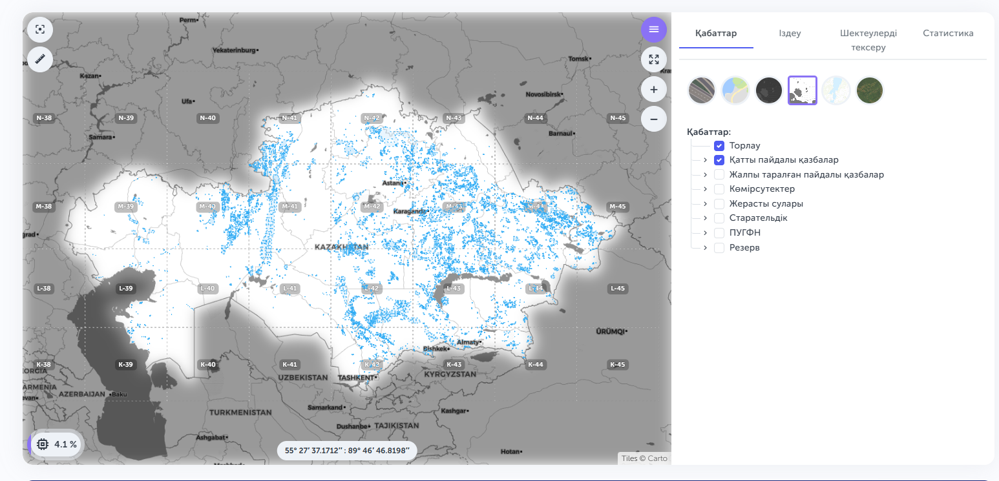 Perm
Yekaterinburg
Tomsk
Kazan
Novosibirsk
Ufa
N-38
N-39
N-40
N-41
N-42
N-43
N-44
N-45
Samara
Barnaul
Astana
M-38
M-39
M-40
M-41
M-42
M-43
M-45
Karaganda
KAZAKHSTAN
L-38
L-39
L-40
L-41
L-42
L-43
L-44
L-45
ÜRÜMQI
Almaty
Bishkek
K-38
K-39
K-40
K-41
K-42
K-43
K-44
K-45
UZBEKISTAN
TASHKENT
KYRGYZSTAN
AZERBAIJAN
Baku
TURKMENISTAN
Samarkand
Kashgar
Dushanbe
TAJIKISTAN
Ashgabat
4.1 %
55° 27′ 37.1712″ : 89° 46′ 46.8198″
Hotan
Tiles © Carto
Қабаттар
Іздеу
Шектеулерді
тексеру
Статистика
Қабаттар:
Торлау
Қатты пайдалы қазбалар
Жалпы таралған пайдалы қазбалар
Көмірсутектер
Жерасты сулары
Старательдік
ПУГФН
Резерв